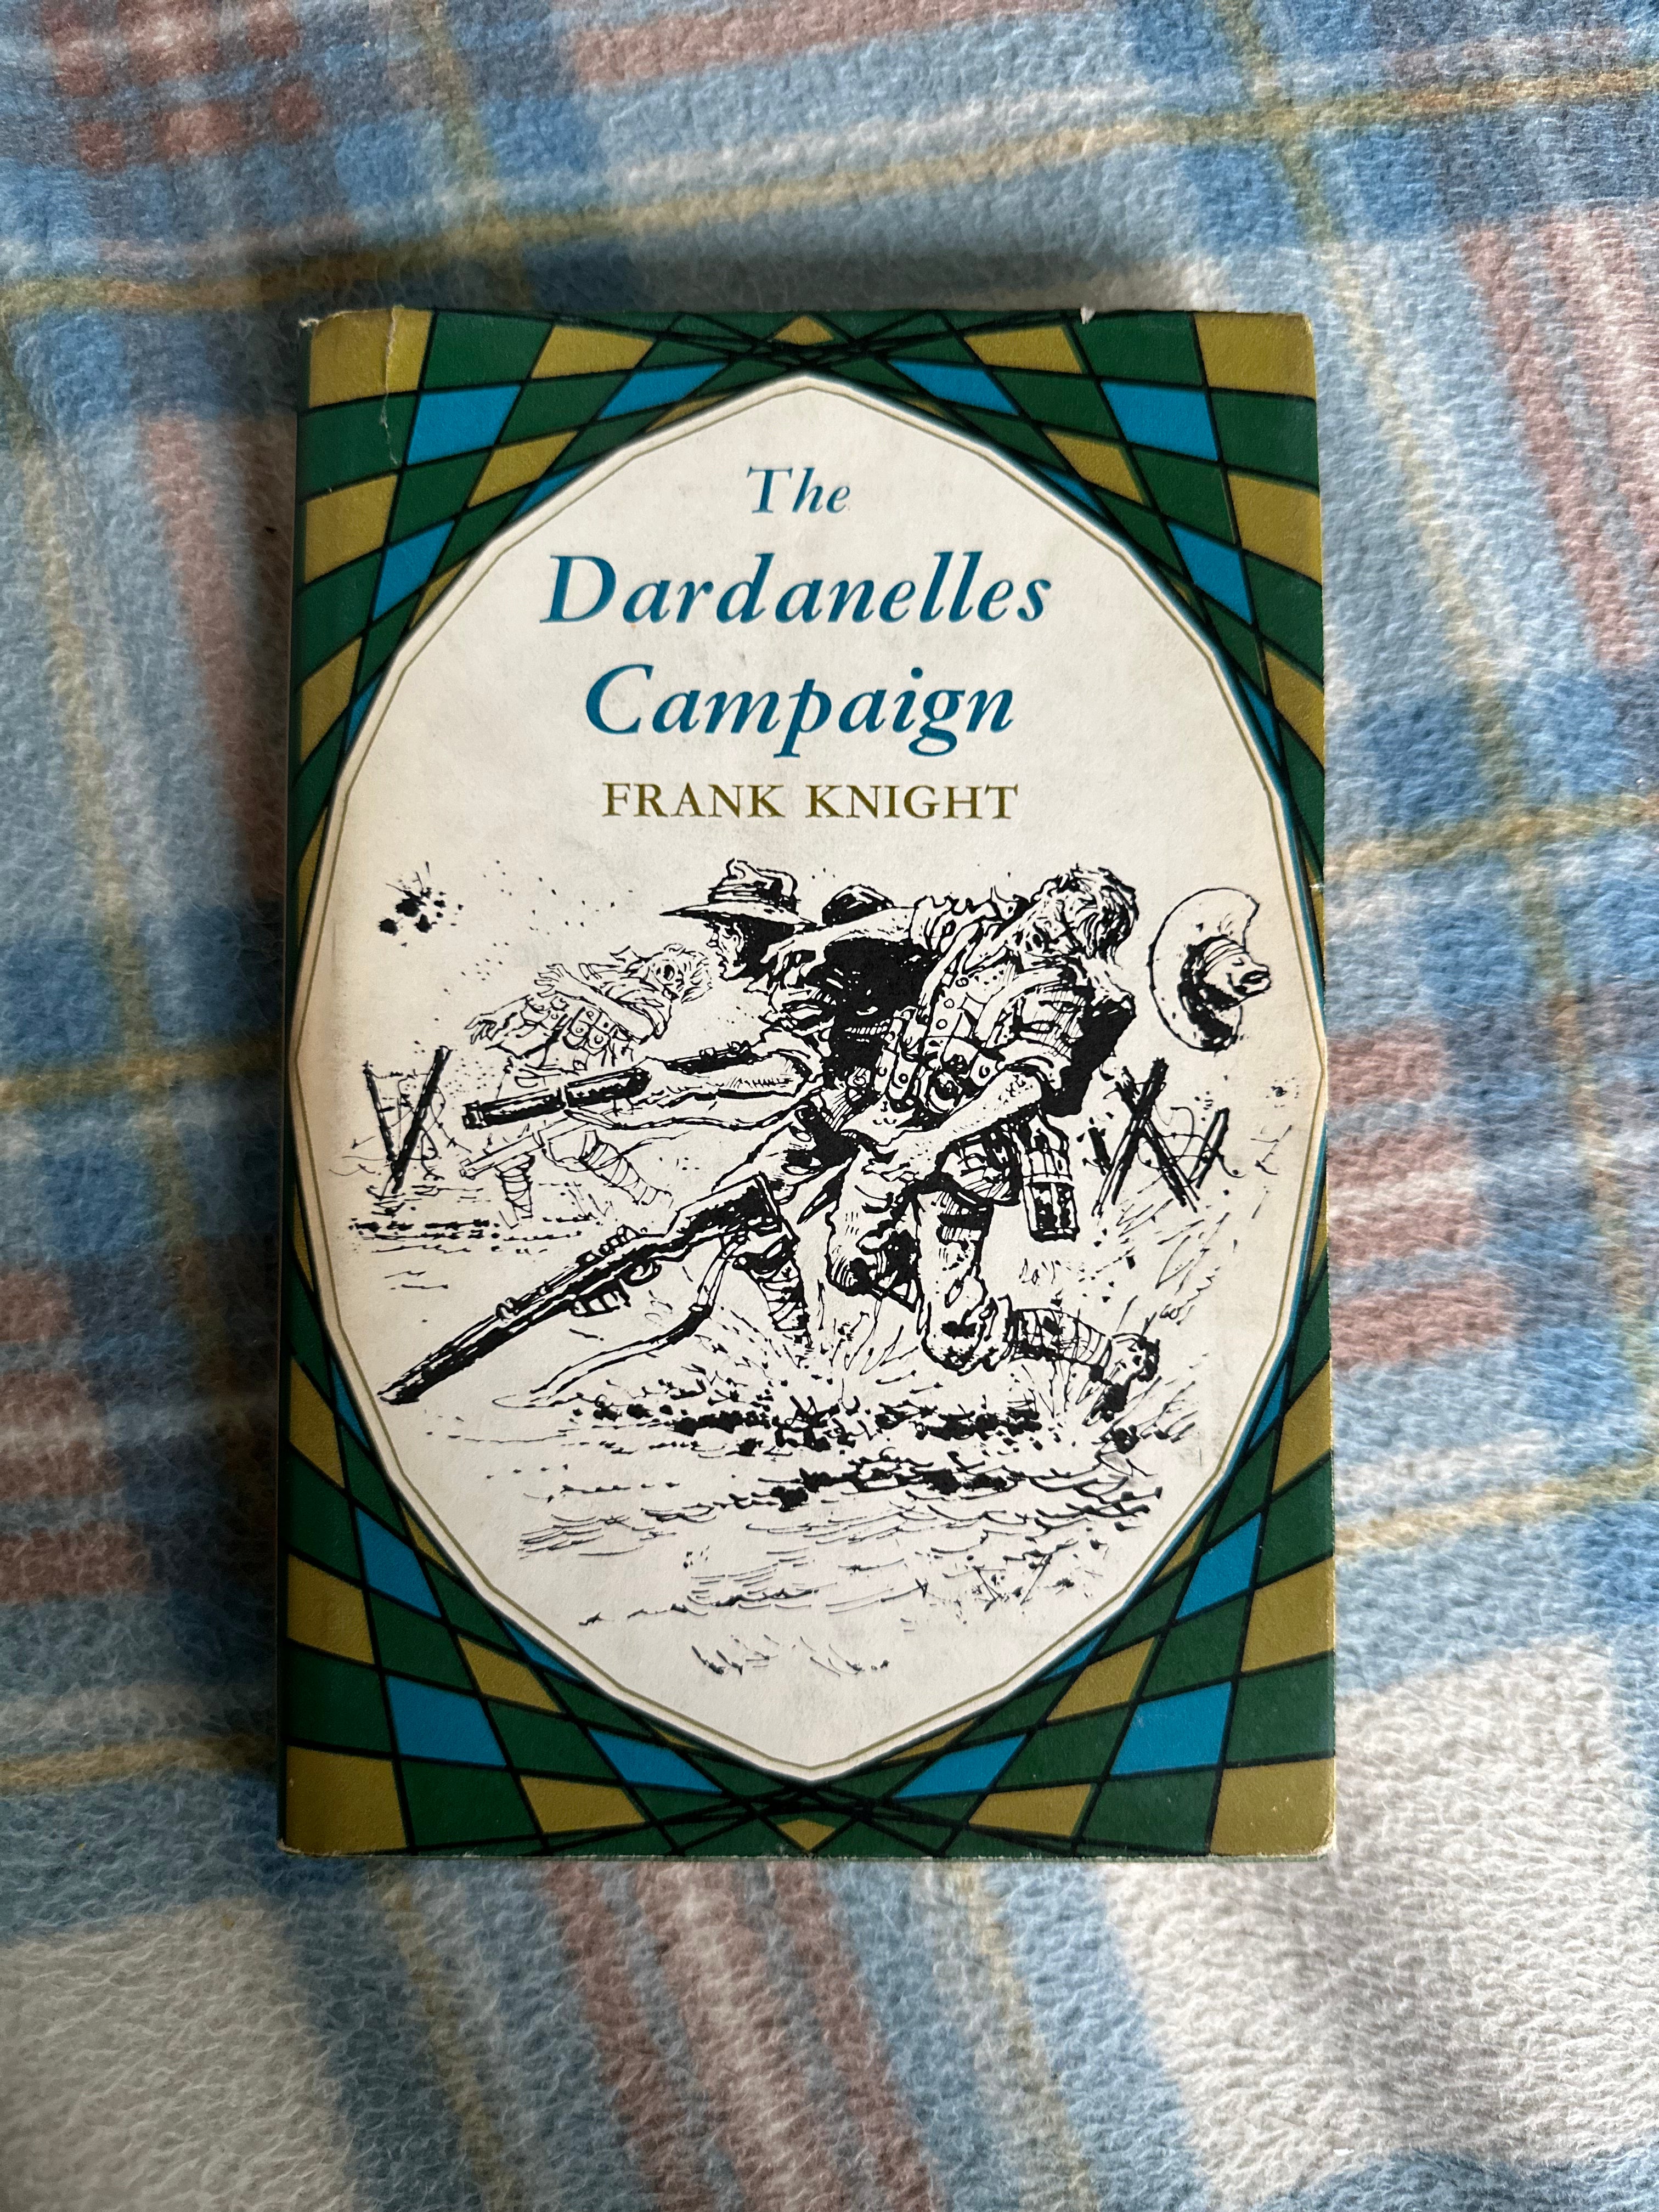 The
Dardanelles
Campaign
FRANK KNIGHT